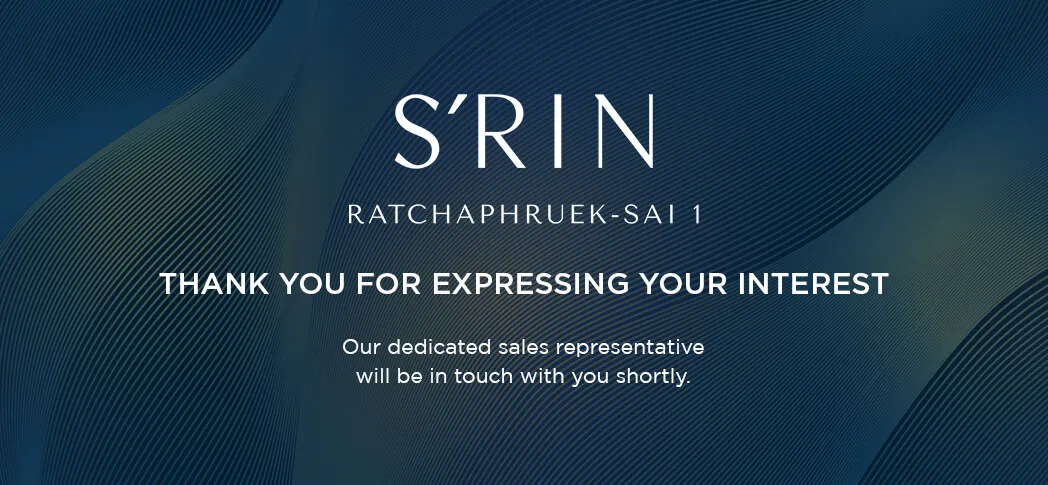 S'RIN
RATCHAPHRUEK-SAI 1
THANK YOU FOR EXPRESSING YOUR INTEREST
Our dedicated sales representative
will be in touch with you shortly.